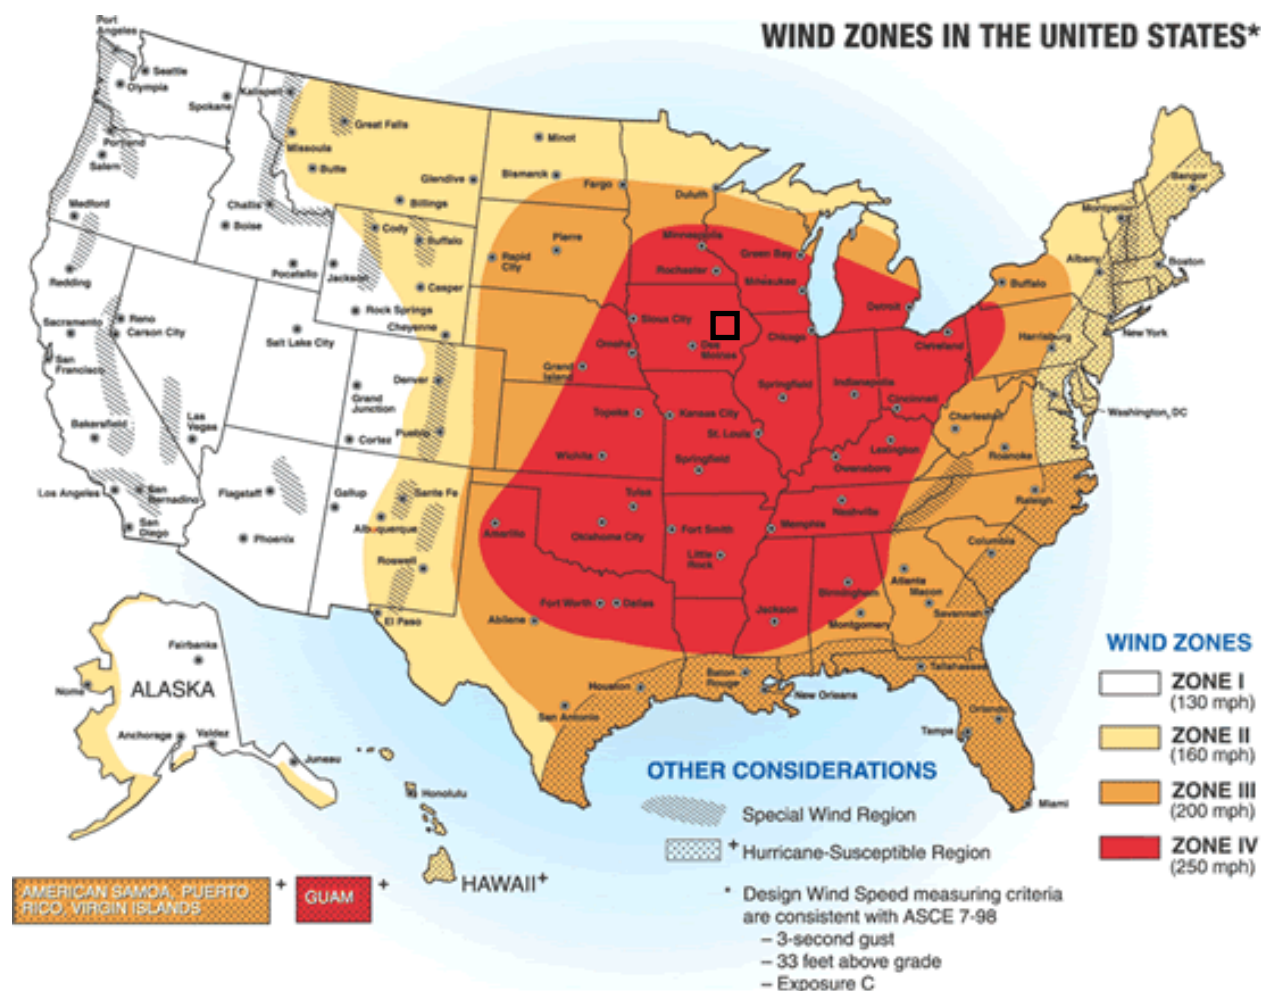 WIND ZONES IN THE UNITED STATES*
Port
Angeles
Seattle
Olympia
Spokane
Kalispell
Great Falls
Minot
Portland
Missoula
Salem
Butte
Glendive
Bismarck
Fargo
Duluth
Bangor
Medford
Challis
Billings
Montpelier
Boise
Cody
Buffalo
Pierre
Minneapolis
Green Bay
Rapid
City
Albany
Boston
Redding
Pocatello
Jackson
Rochester
Milwaukee
Buffalo
Casper
Detroit
Sacramento
Reno
Carson City
Rock Springs
Cheyenne
Sioux City
New York
Salt Lake City
Chicago
Cleveland
Harrisburg
San
Francisco
Omaha
Des
Moines
Grand
Island
Denver
Grand
Junction
Springfield
Indianapolis
Cincinnati
Las
Vegas
Topeka
Kansas City
Charleston
Washington, DC
Bakersfield
Cortez
Pueblo
St. Louis
Lexington
Wichita
Springfield
Owensboro
Roanoke
Los Angeles
San
Bernadino
Flagstaff
Gallup
Sante Fe
Tulsa
Nashville
Raleigh
San
Diego
Albuquerque
Amarillo
Oklahoma City
Fort Smith
Memphis
Phoenix
Columbia
Roswell
Little
Rock
Atlanta
Birmingham
Macon
Fort Worth
Dallas
Jackson
Savannah
El Paso
Abilene
Montgomery
Fairbanks
Tallahassee
Nome
ALASKA
Houston
Baton
Rouge
New Orleans
San Antonio
Orlando
Anchorage
Valdez
Tampa
Juneau
Miami
Honolulu
HAWAII+
AMERICAN SAMOA, PUERTO
RICO, VIRGIN ISLANDS
+
GUAM
+
WIND ZONES
ZONE I
(130 mph)
ZONE II
(160 mph)
ZONE III
(200 mph)
ZONE IV
(250 mph)
OTHER CONSIDERATIONS
Special Wind Region
+ Hurricane-Susceptible Region
* Design Wind Speed measuring criteria
are consistent with ASCE 7-98
– 3-second gust
– 33 feet above grade
– Exposure C